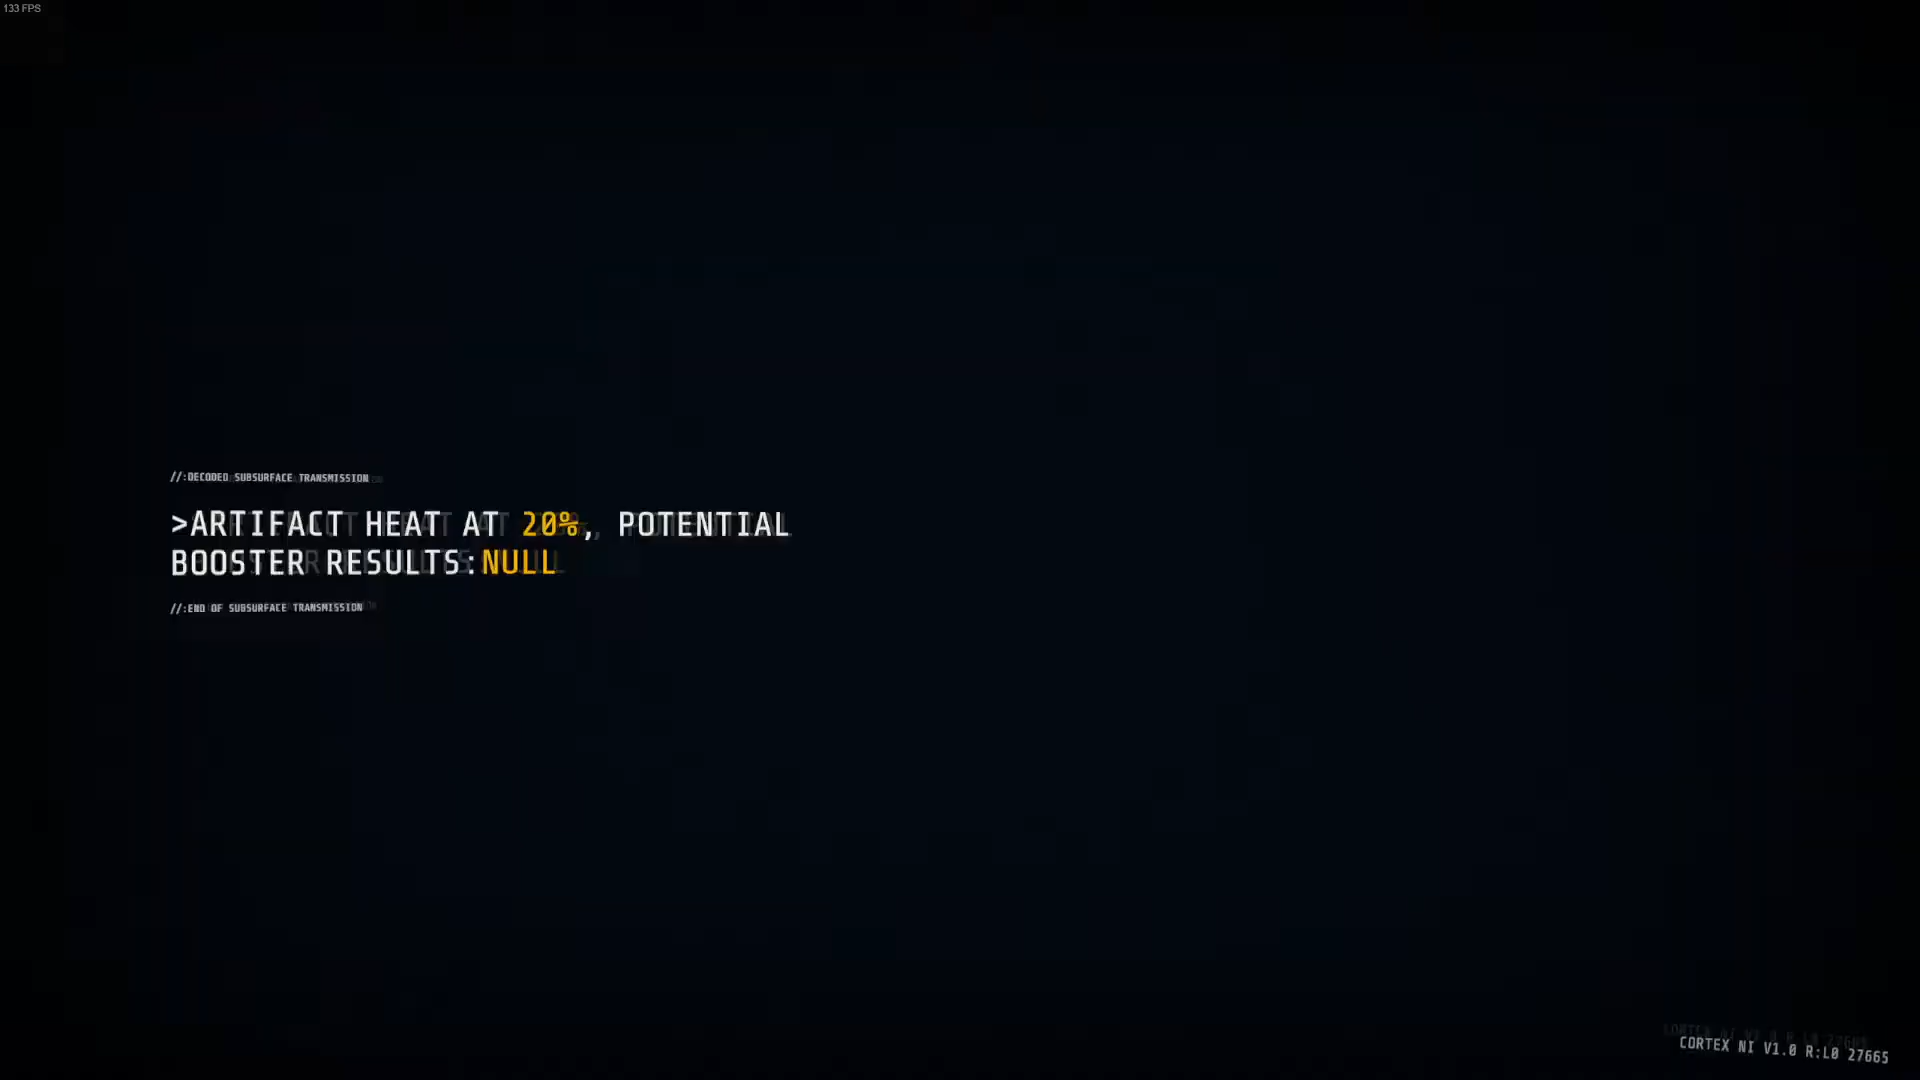 133 FPS
//:DECODED SUBSURFACE TRANSMISSION
>ARTIFACT HEAT AT 20%, POTENTIAL
BOOSTER RESULTS:NULL
//:END OF SUBSURFACE TRANSMISSION
CORTEX NI V1.0 R:L0 27665